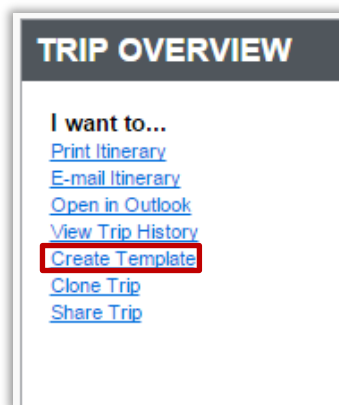 TRIP OVERVIEW
I want to...
Print Itinerary
E-mail Itinerary
Open in Outlook
View Trip History
Create Template
Clone Trip
Share Trip